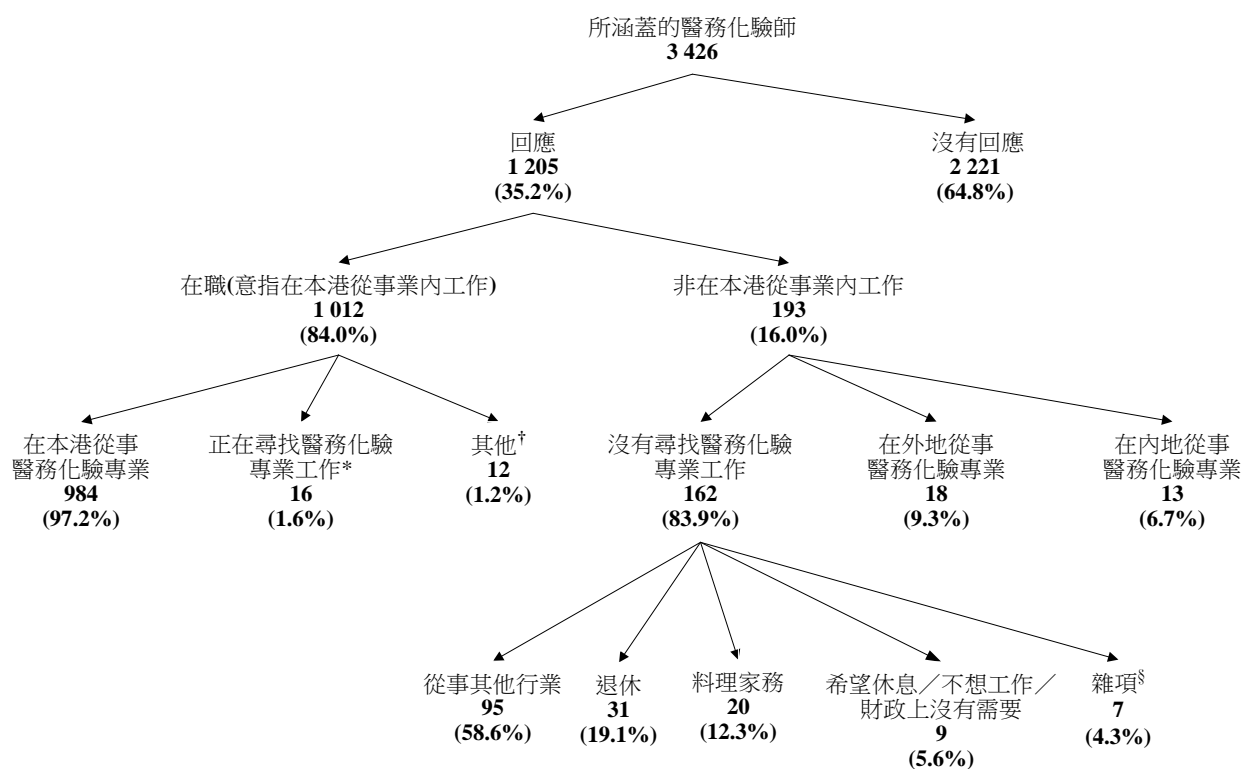 所涵蓋的醫務化驗師
3 426
回應
1 205
(35.2%)
沒有回應
2 221
(64.8%)
在職(意指在本港從事業內工作)
1 012
(84.0%)
非在本港從事業內工作
193
(16.0%)
在本港從事
醫務化驗專業
984
(97.2%)
正在尋找醫務化驗
專業工作*
16
(1.6%)
其他†
12
(1.2%)
沒有尋找醫務化驗
專業工作
162
(83.9%)
在外地從事
醫務化驗專業
18
(9.3%)
在內地從事
醫務化驗專業
13
(6.7%)
從事其他行業
95
(58.6%)
退休
31
(19.1%)
料理家務
20
(12.3%)
希望休息／不想工作／
財政上沒有需要
9
(5.6%)
雜項§
7
(4.3%)